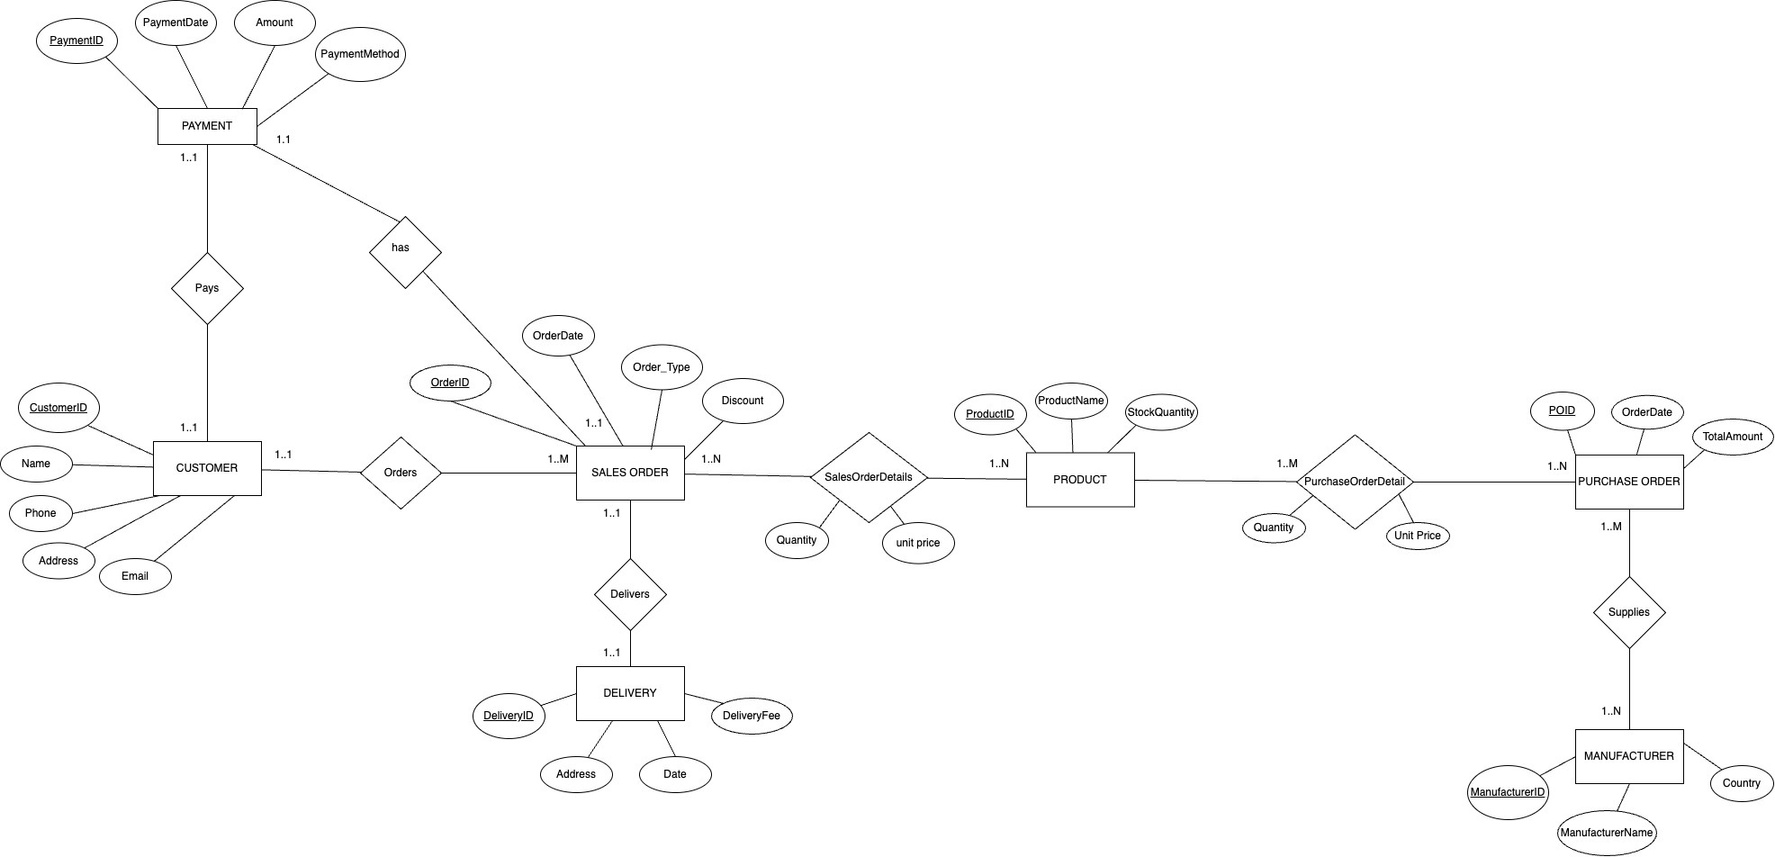 PaymentDate
Amount
PaymentID
PaymentMethod
PAYMENT
1.1
1..1
has
Pays
OrderDate
Order_Type
OrderID
Discount
CustomerID
1..1
1..1
Name
CUSTOMER
1..1
Orders
1..M
SALES ORDER
1..N
SalesOrderDetails
Quantity
unit price
Phone
Address
Email
1..1
Delivers
1..1
DELIVERY
DeliveryID
DeliveryFee
Address
Date
ProductID
ProductName
StockQuantity
1..N
PRODUCT
1..M
PurchaseOrderDetail
Quantity
Unit Price
POID
OrderDate
TotalAmount
1..N
PURCHASE ORDER
1..M
Supplies
1..N
MANUFACTURER
ManufacturerID
Country
ManufacturerName